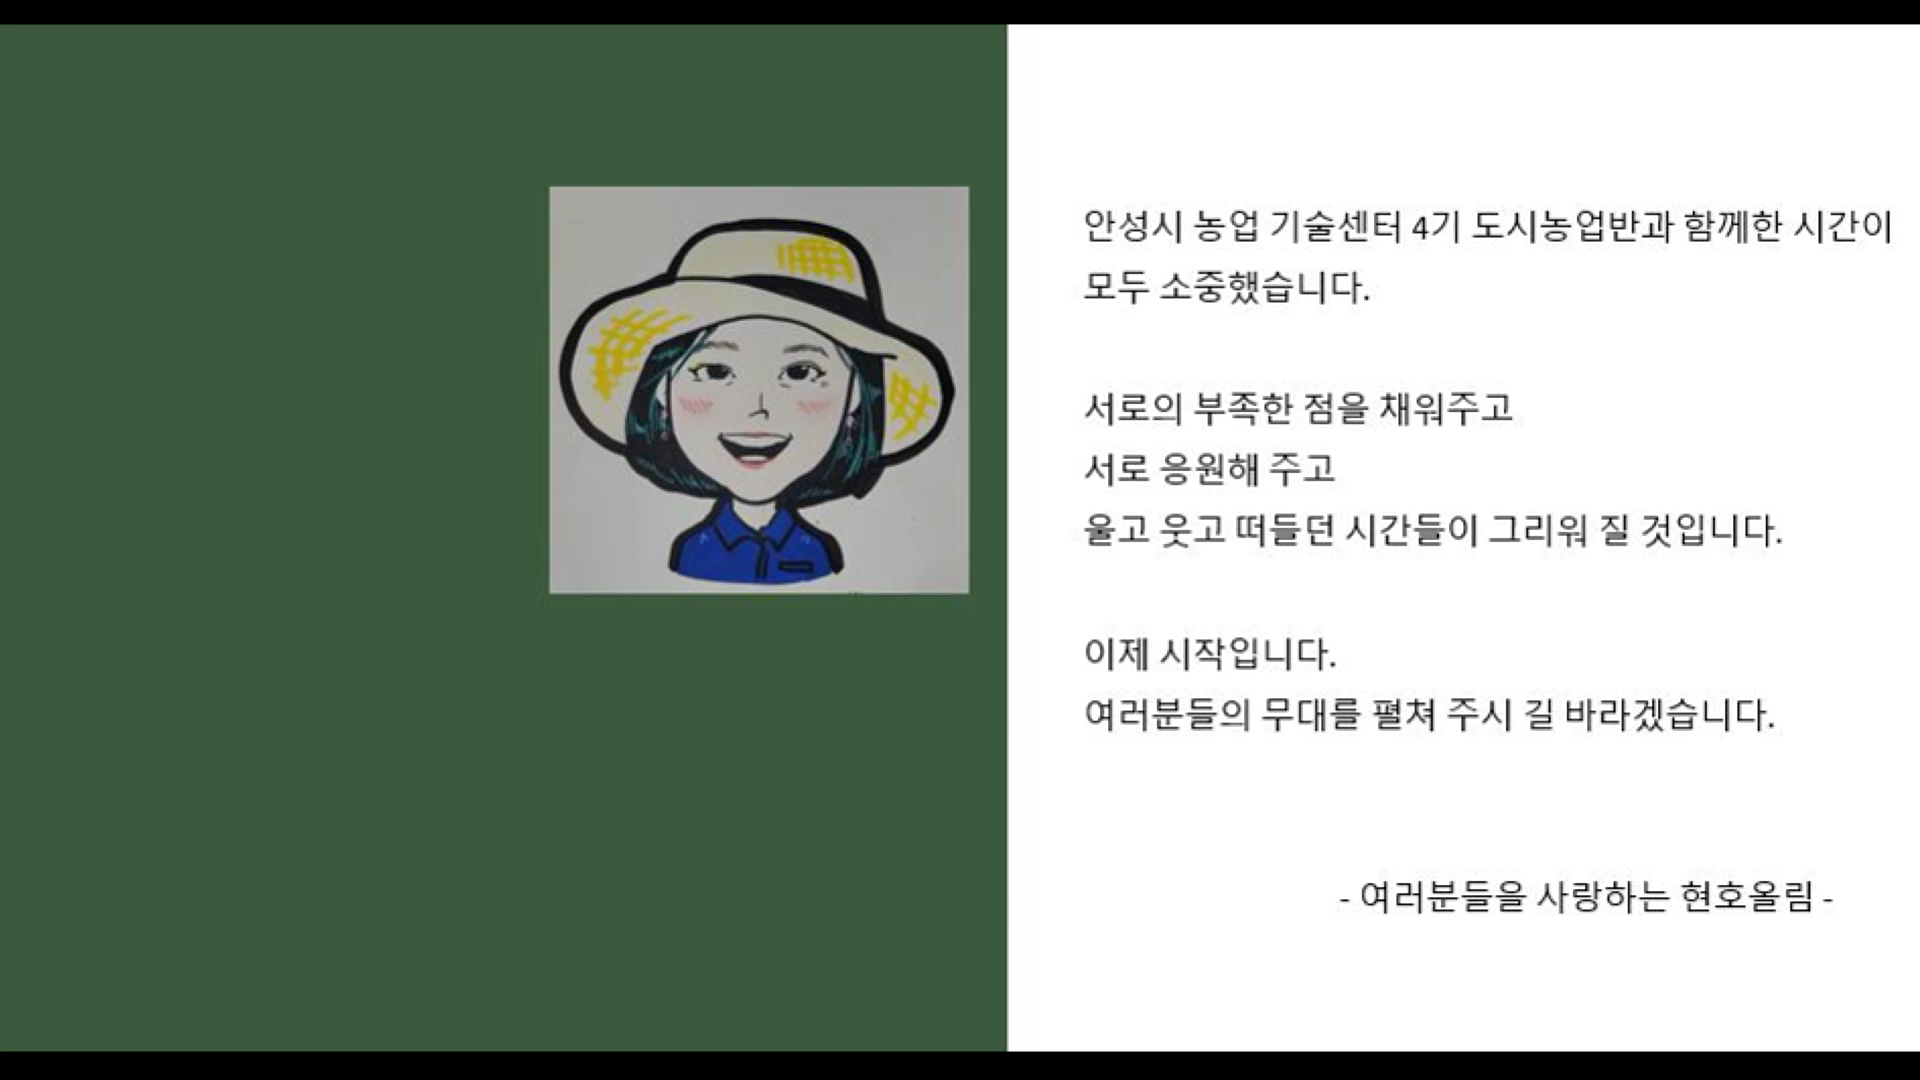 안성시 농업 기술센터 4기 도시농업반과 함께한 시간이
모두 소중했습니다.
서로의 부족한 점을 채워주고
서로 응원해 주고
울고 웃고 떠들던 시간들이 그리워 질 것입니다.
이제 시작입니다.
여러분들의 무대를 펼쳐 주시 길 바라겠습니다.
- 여러분들을 사랑하는 현호올림 -